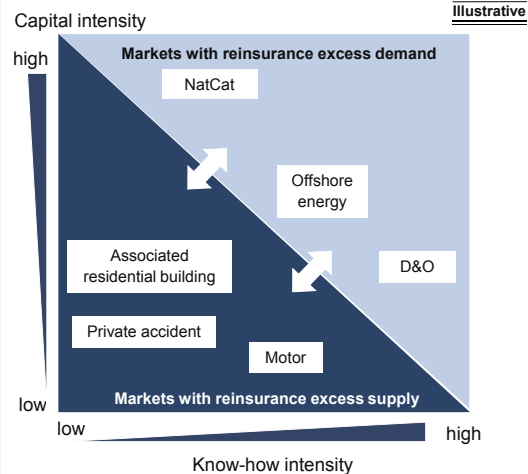 Illustrative
Capital intensity
high
Markets with reinsurance excess demand
NatCat
Offshore
energy
Associated
residential building
D&O
Private accident
Motor
Markets with reinsurance excess supply
low
low
high
Know-how intensity